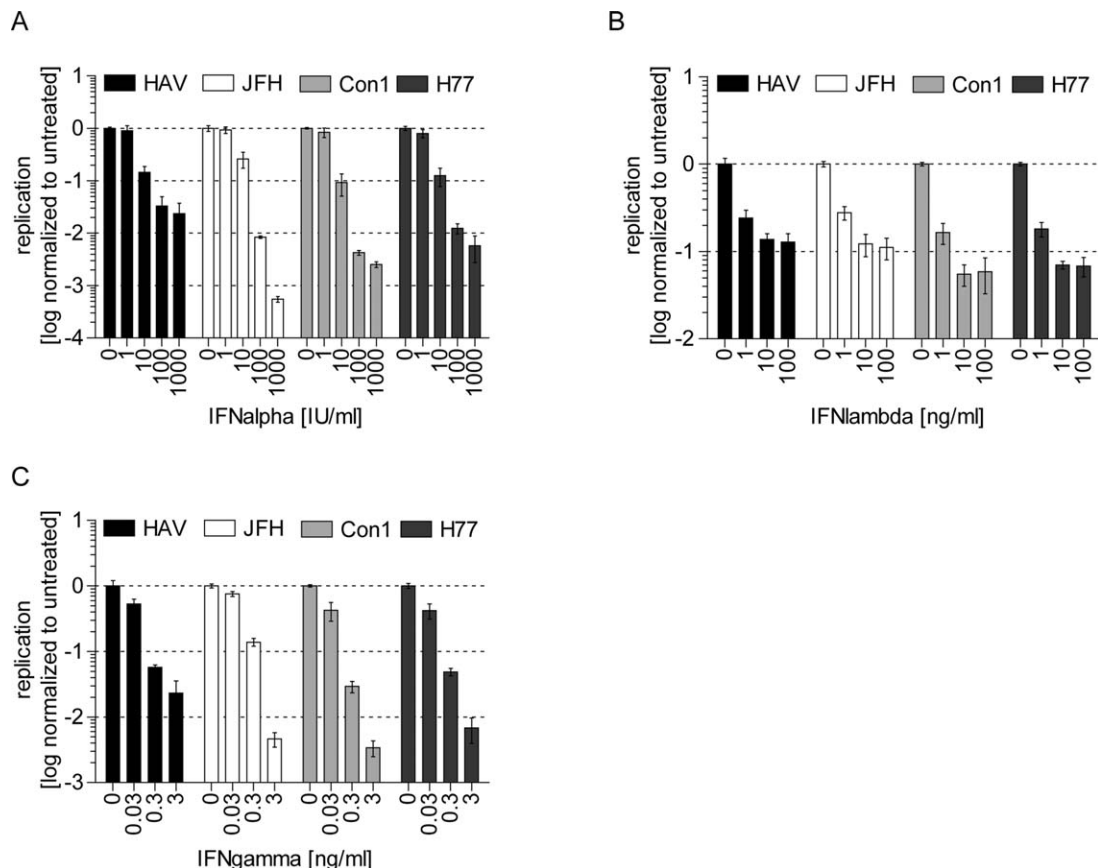 A
1
HAV JFH Con1 H77
0
-1
-2
-3
-4
replication
[log normalized to untreated]
0 1 10 100 1000 0 1 10 100 1000 0 1 10 100 1000 0 1 10 100 1000
IFNalpha [IU/ml]
B
1
HAV JFH Con1 H77
0
-1
-2
replication
[log normalized to untreated]
0 1 10 100 0 1 10 100 0 1 10 100 0 1 10 100
IFNlambda [ng/ml]
C
1
HAV JFH Con1 H77
0
-1
-2
-3
replication
[log normalized to untreated]
0 0.03 0.3 3 0 0.03 0.3 3 0 0.03 0.3 3 0 0.03 0.3 3
IFNgamma [ng/ml]